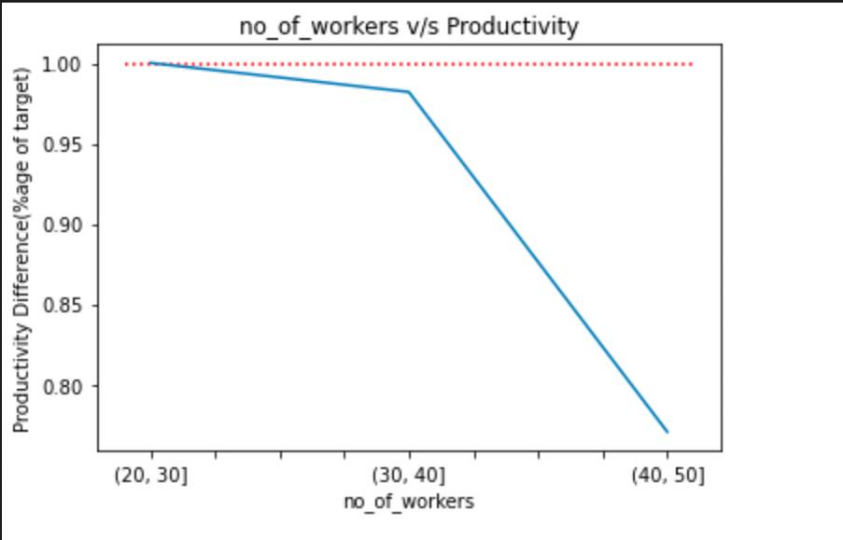 no_of_workers v/s Productivity
Productivity Difference(%age of target)
1.00
0.95
0.90
0.85
0.80
(20, 30]
(30, 40]
(40, 50]
no_of_workers